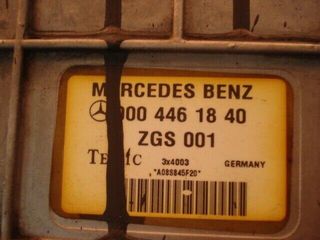 MERCEDES BENZ
000 446 18 40
ZGS 001
TEMIC 3x4003 GERMANY
"A08S845F20"